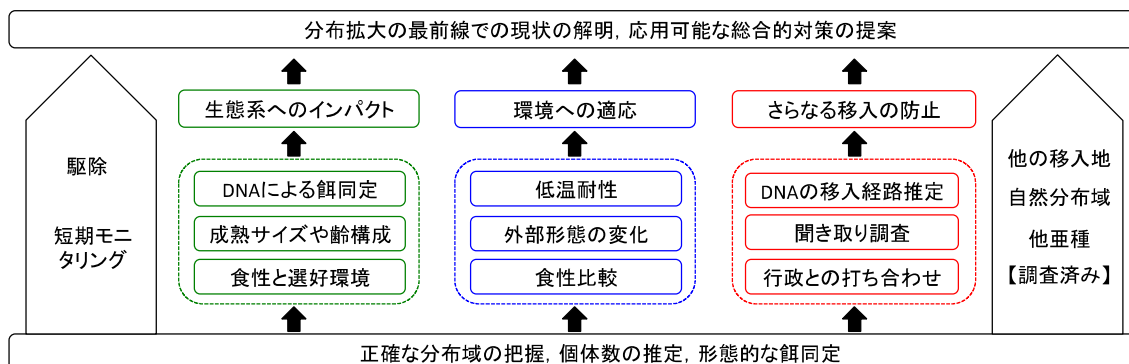 分布拡大の最前線での現状の解明, 応用可能な総合的対策の提案
駆除
短期モニ
タリング
生態系へのインパクト
DNAによる餌同定
成熟サイズや齢構成
食性と選好環境
環境への適応
低温耐性
外部形態の変化
食性比較
さらなる移入の防止
DNAの移入経路推定
聞き取り調査
行政との打ち合わせ
他の移入地
自然分布域
他亜種
【調査済み】
正確な分布域の把握, 個体数の推定, 形態的な餌同定